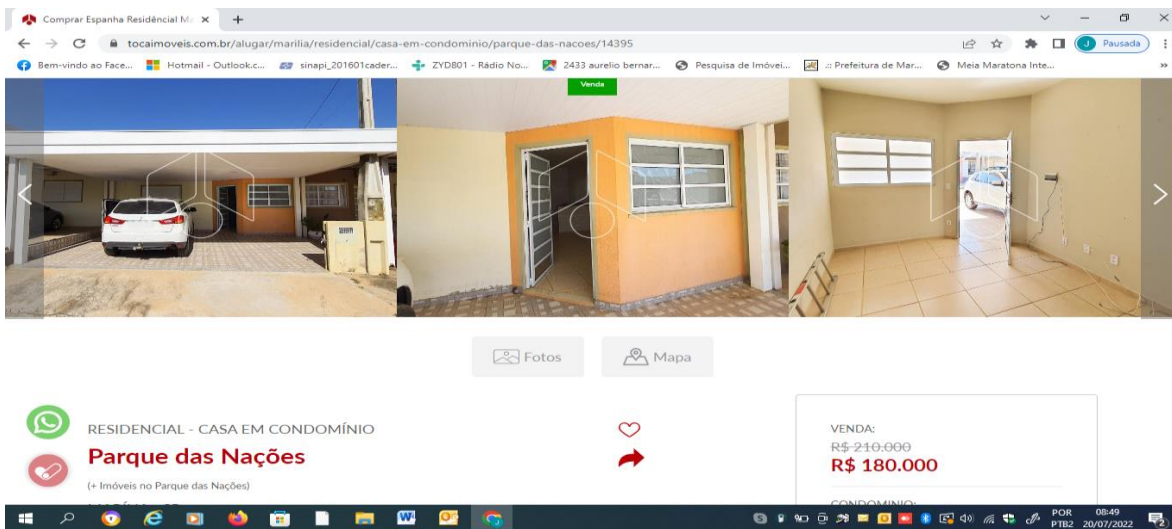 Comprar Espanha Residêncial Ma
tocaimoveis.com.br/alugar/marilia/residencial/casa-em-condominio/parque-das-nacoes/14395
J Pausada
Bem-vindo ao Face... Hotmail - Outlook.c... sinapi_201601cader... ZYD801 - Rádio No... 2433 aurelio bernar... Pesquisa de Imóvei... .:: Prefeitura de Mar... Meia Maratona Inte... »
Venda
Fotos Mapa
RESIDENCIAL - CASA EM CONDOMÍNIO
Parque das Nações
(+ Imóveis no Parque das Nações)
VENDA:
R$ 210.000
R$ 180.000
CONDOMINIO:
POR 08:49
PTB2 20/07/2022